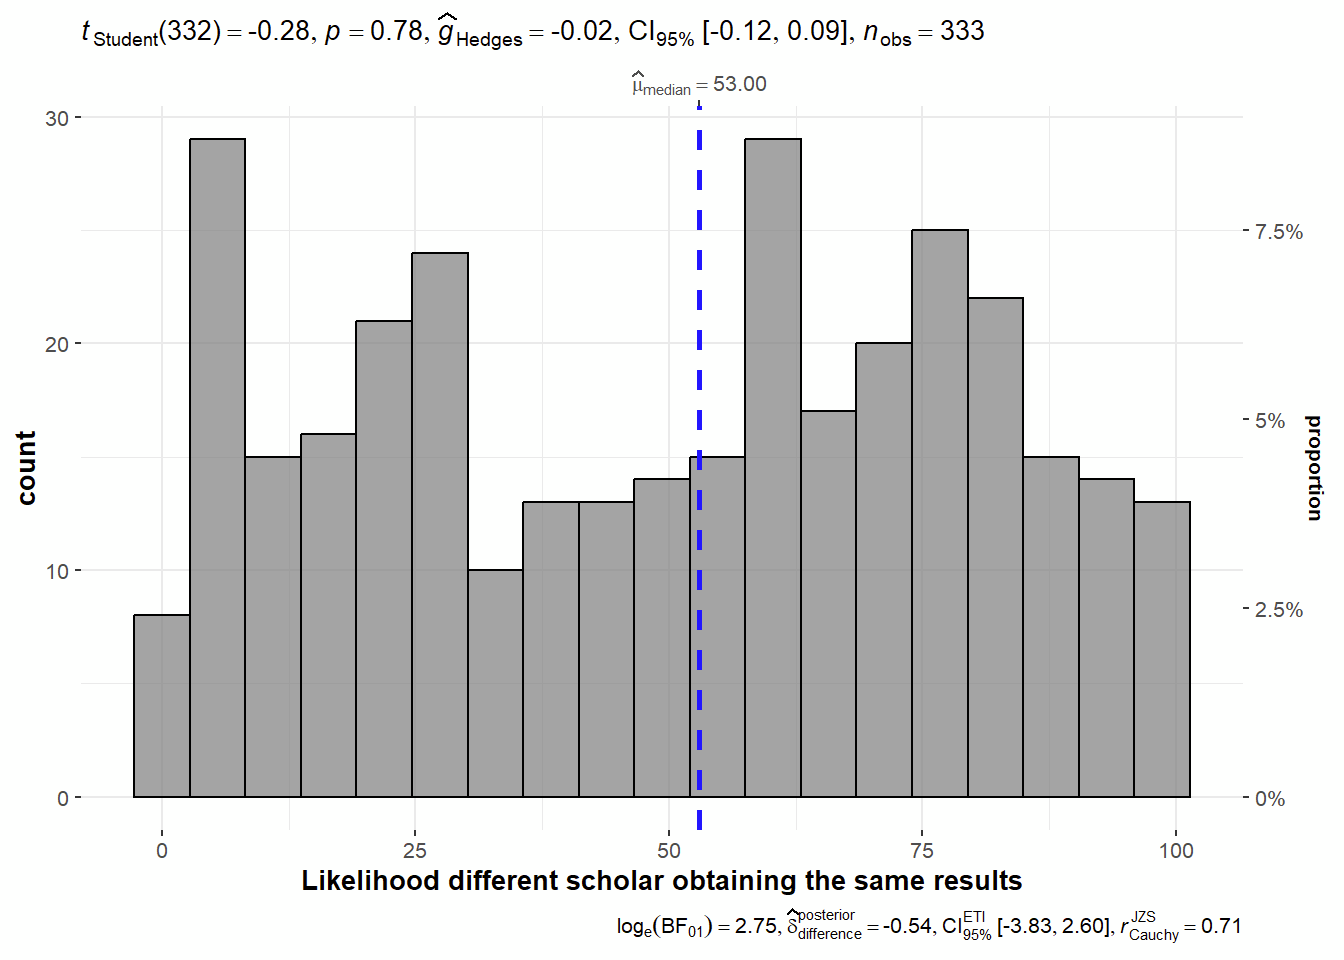 t Student(332) = -0.28, p = 0.78, ĝ Hedges = -0.02, CI95% [-0.12, 0.09], n obs = 333
μ̂ median = 53.00
30
20
10
0
count
7.5%
5%
2.5%
0%
proportion
0 25 50 75 100
Likelihood different scholar obtaining the same results
log e(BF01) = 2.75, δ̂ posterior difference = -0.54, CI ETI 95% [-3.83, 2.60], r JZS Cauchy = 0.71